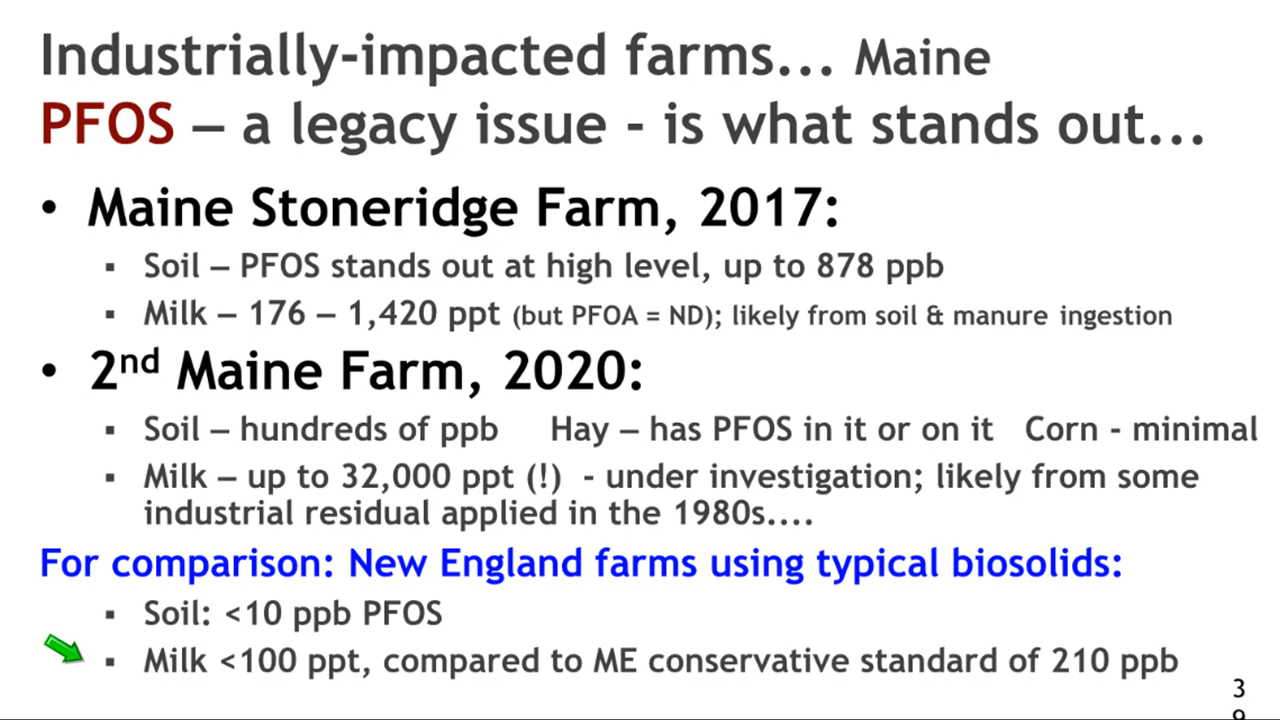 Industrially-impacted farms... Maine
PFOS – a legacy issue - is what stands out...
• Maine Stoneridge Farm, 2017:
▪ Soil – PFOS stands out at high level, up to 878 ppb
▪ Milk – 176 – 1,420 ppt (but PFOA = ND); likely from soil & manure ingestion
• 2nd Maine Farm, 2020:
▪ Soil – hundreds of ppb Hay – has PFOS in it or on it Corn - minimal
▪ Milk – up to 32,000 ppt (!) - under investigation; likely from some
industrial residual applied in the 1980s....
For comparison: New England farms using typical biosolids:
▪ Soil: <10 ppb PFOS
▪ Milk <100 ppt, compared to ME conservative standard of 210 ppb
3
9